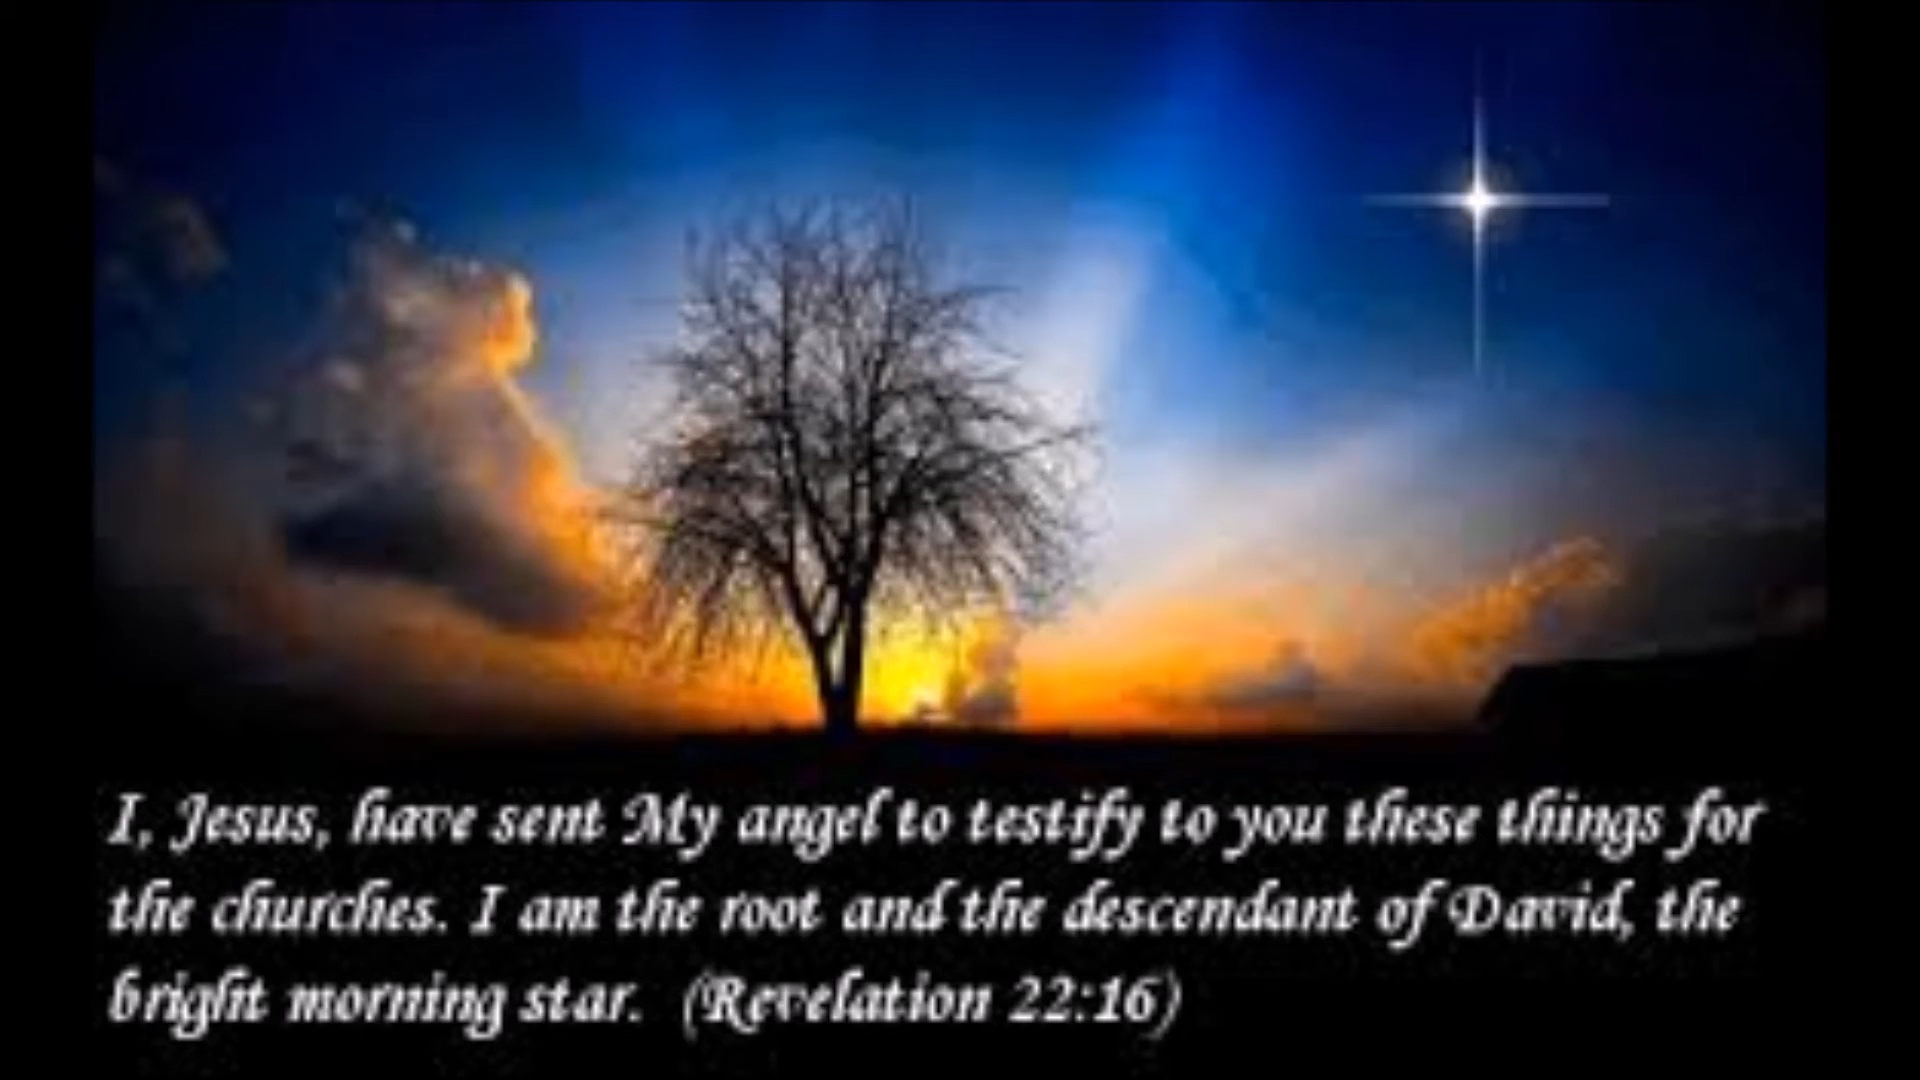 I, Jesus, have sent My angel to testify to you these things for
the churches. I am the root and the descendant of David, the
bright morning star. (Revelation 22:16)